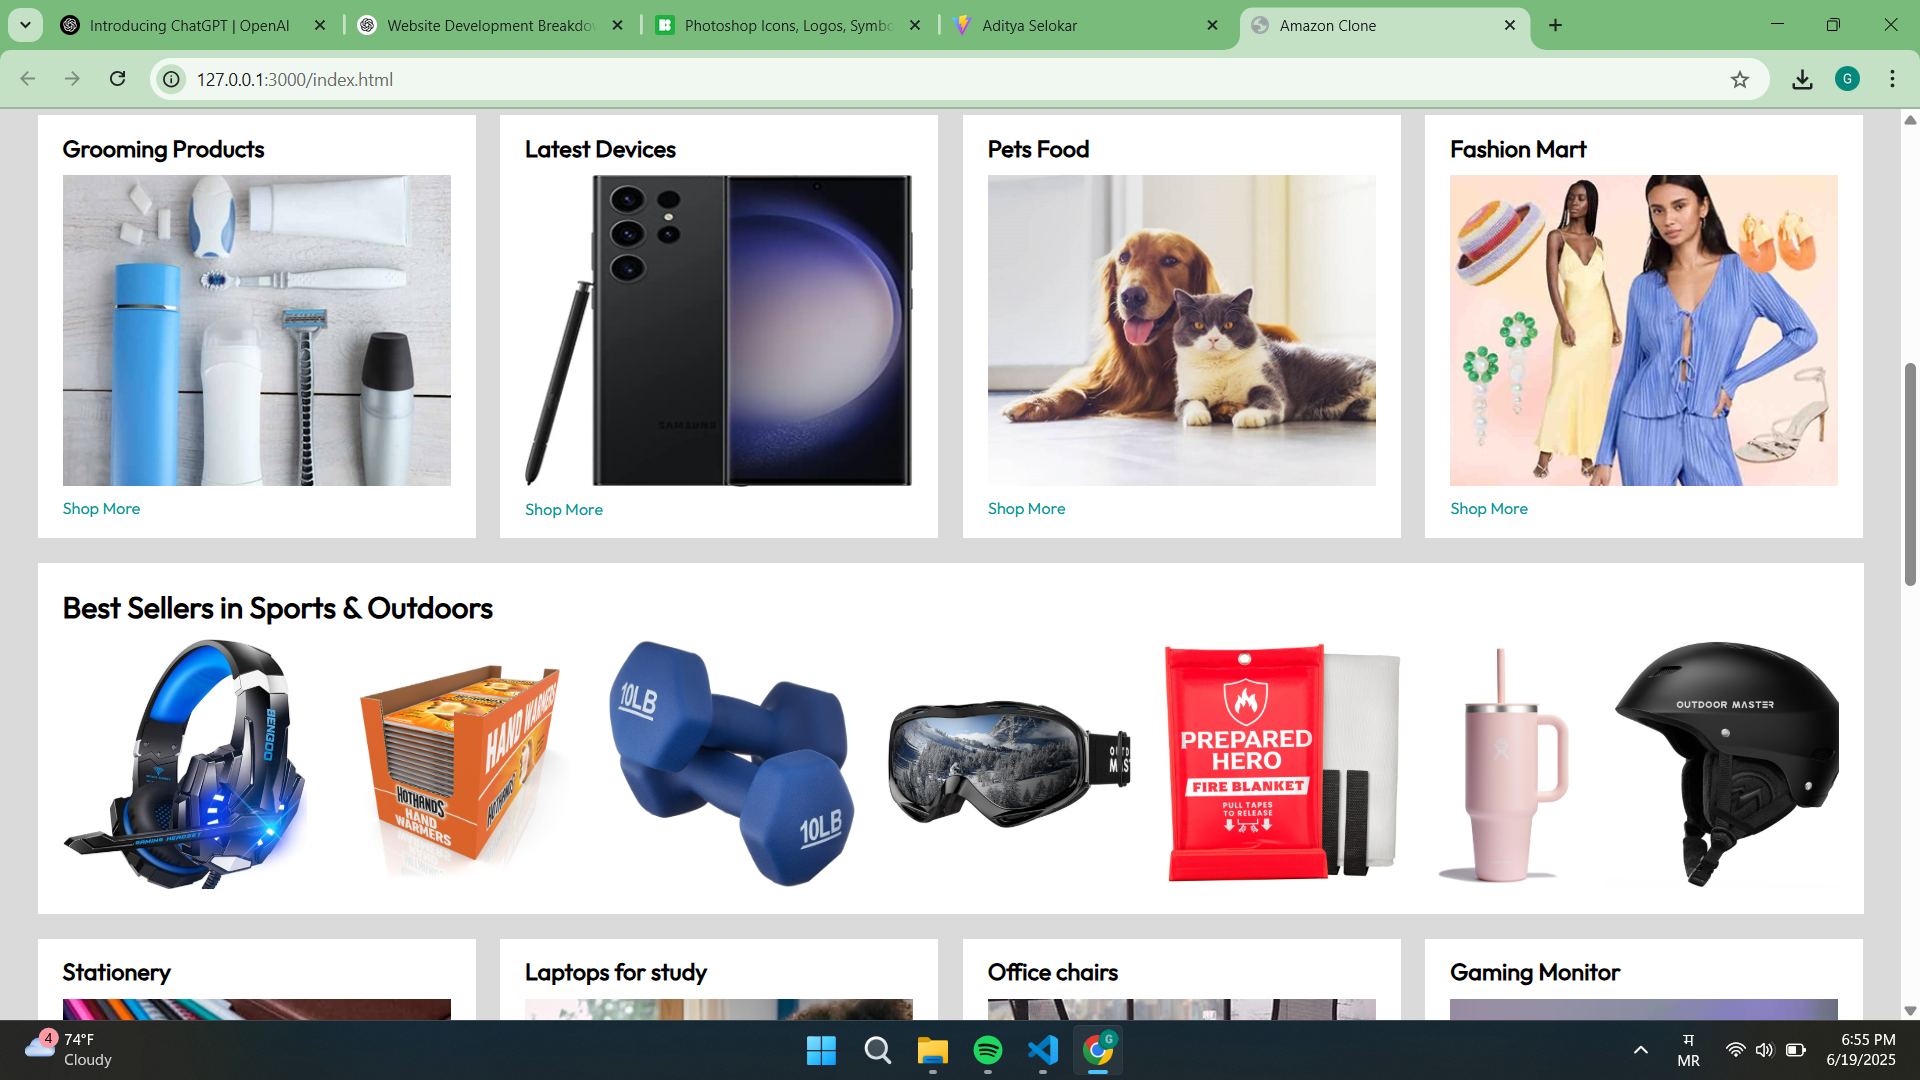 Introducing ChatGPT | OpenAI
Website Development Breakdow
Photoshop Icons, Logos, Symbo
Aditya Selokar
Amazon Clone
127.0.0.1:3000/index.html
G
Grooming Products
Latest Devices
Pets Food
Fashion Mart
SAMSUNG
Shop More
Shop More
Shop More
Shop More
Best Sellers in Sports & Outdoors
BENGOO
GAMING HEADSET
HAND WARMERS
HOTHANDS
HOTHANDS
HAND
WARMERS
10LB
10LB
PREPARED
HERO
FIRE BLANKET
PULL TAPES
TO RELEASE
OUTDOOR MASTER
Stationery
Laptops for study
Office chairs
Gaming Monitor
4
74°F
Cloudy
G
म
MR
6:55 PM
6/19/2025